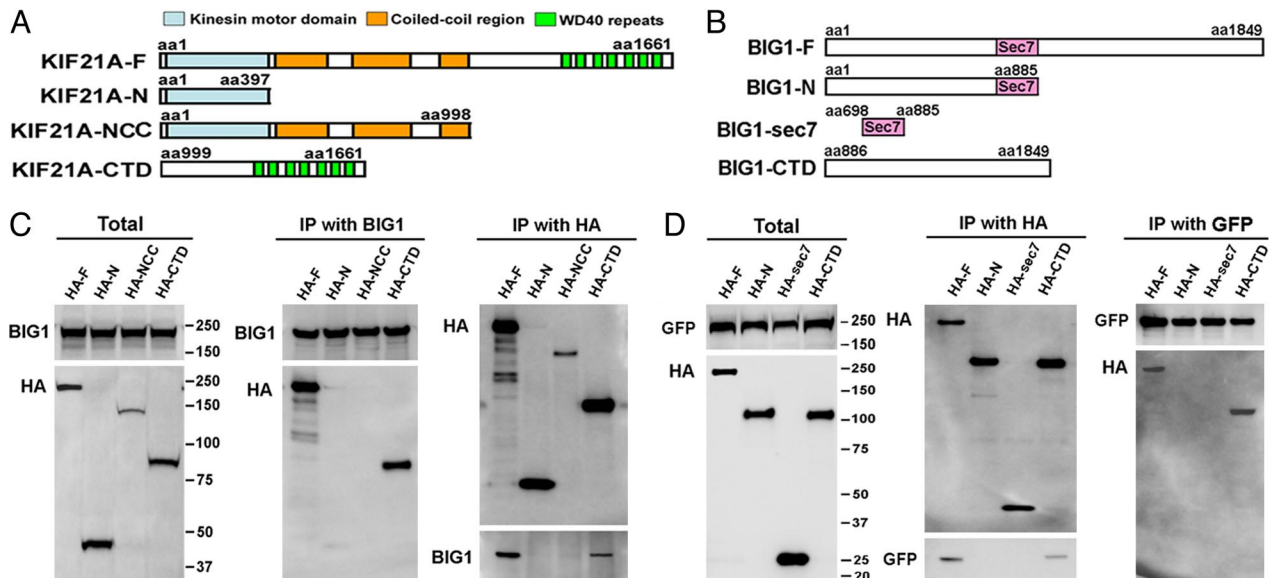 A
Kinesin motor domain
Coiled-coil region
WD40 repeats
aa1
aa1661
KIF21A-F
aa1
aa397
KIF21A-N
aa1
aa998
KIF21A-NCC
aa999
aa1661
KIF21A-CTD
B
aa1
aa1849
BIG1-F
Sec7
aa1
aa885
BIG1-N
Sec7
aa698
aa885
BIG1-sec7
Sec7
aa886
aa1849
BIG1-CTD
C
Total
HA-F
HA-N
HA-NCC
HA-CTD
BIG1
250
150
HA
250
150
100
75
50
37
IP with BIG1
HA-F
HA-N
HA-NCC
HA-CTD
BIG1
HA
IP with HA
HA-F
HA-N
HA-NCC
HA-CTD
HA
BIG1
D
Total
HA-F
HA-N
HA-sec7
HA-CTD
GFP
250
150
HA
250
150
100
75
50
37
25
20
IP with HA
HA-F
HA-N
HA-sec7
HA-CTD
HA
GFP
IP with GFP
HA-F
HA-N
HA-sec7
HA-CTD
GFP
HA